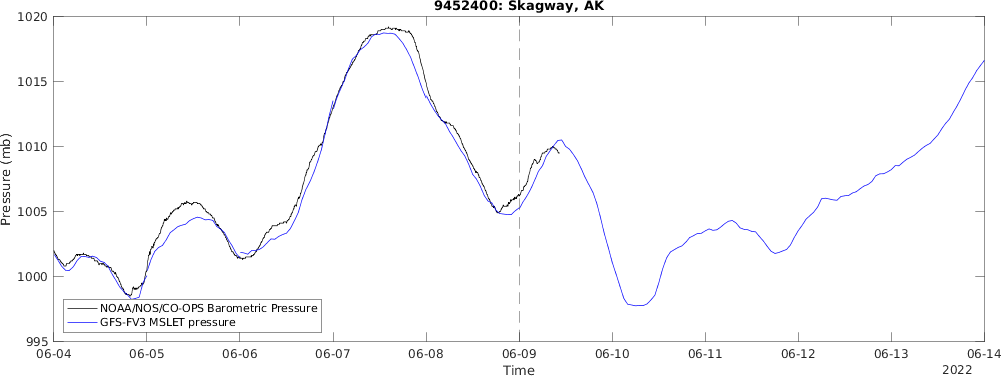 9452400: Skagway, AK
Pressure (mb)
1020
1015
1010
1005
1000
995
NOAA/NOS/CO-OPS Barometric Pressure
GFS-FV3 MSLET pressure
06-04 06-05 06-06 06-07 06-08 06-09 06-10 06-11 06-12 06-13 06-14
Time
2022